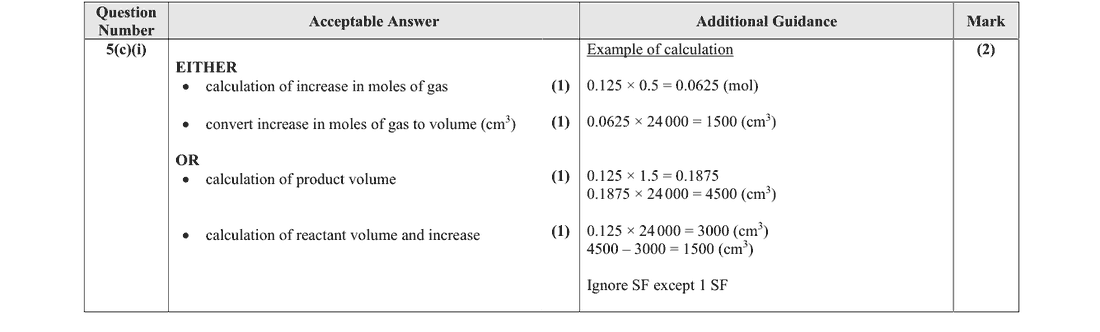 Question Number	Acceptable Answer	Additional Guidance	Mark
5(c)(i)	Example of calculation	(2)
EITHER
• calculation of increase in moles of gas	(1)	0.125 × 0.5 = 0.0625 (mol)
• convert increase in moles of gas to volume (cm³)	(1)	0.0625 × 24 000 = 1500 (cm³)
OR
• calculation of product volume	(1)	0.125 × 1.5 = 0.1875
0.1875 × 24 000 = 4500 (cm³)
• calculation of reactant volume and increase	(1)	0.125 × 24 000 = 3000 (cm³)
4500 – 3000 = 1500 (cm³)
Ignore SF except 1 SF